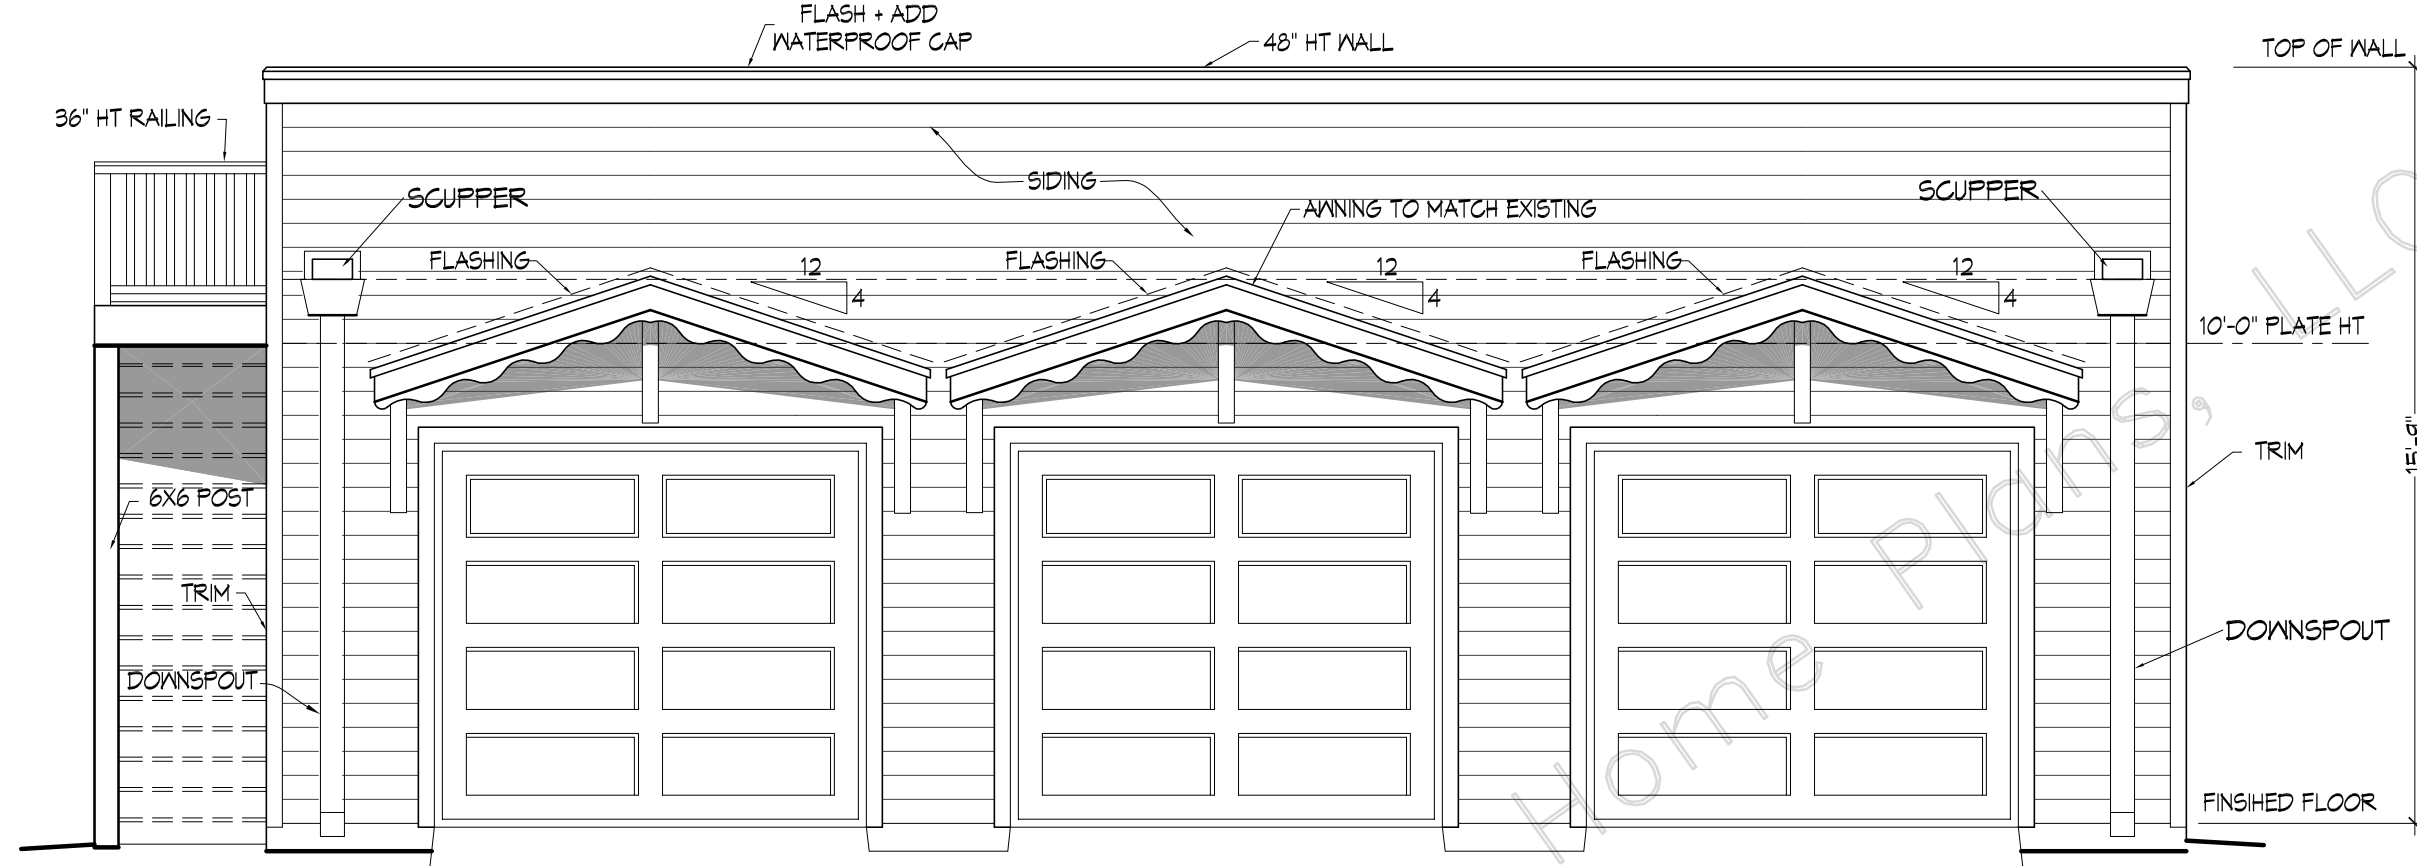 FLASH + ADD
WATERPROOF CAP
48" HT WALL
TOP OF WALL
36" HT RAILING
SIDING
SCUPPER
SCUPPER
AWNING TO MATCH EXISTING
FLASHING
12
4
FLASHING
12
4
FLASHING
12
4
10'-0" PLATE HT
15'-9"
TRIM
6X6 POST
TRIM
DOWNSPOUT
DOWNSPOUT
FINSIHED FLOOR
Home Plans, LLC